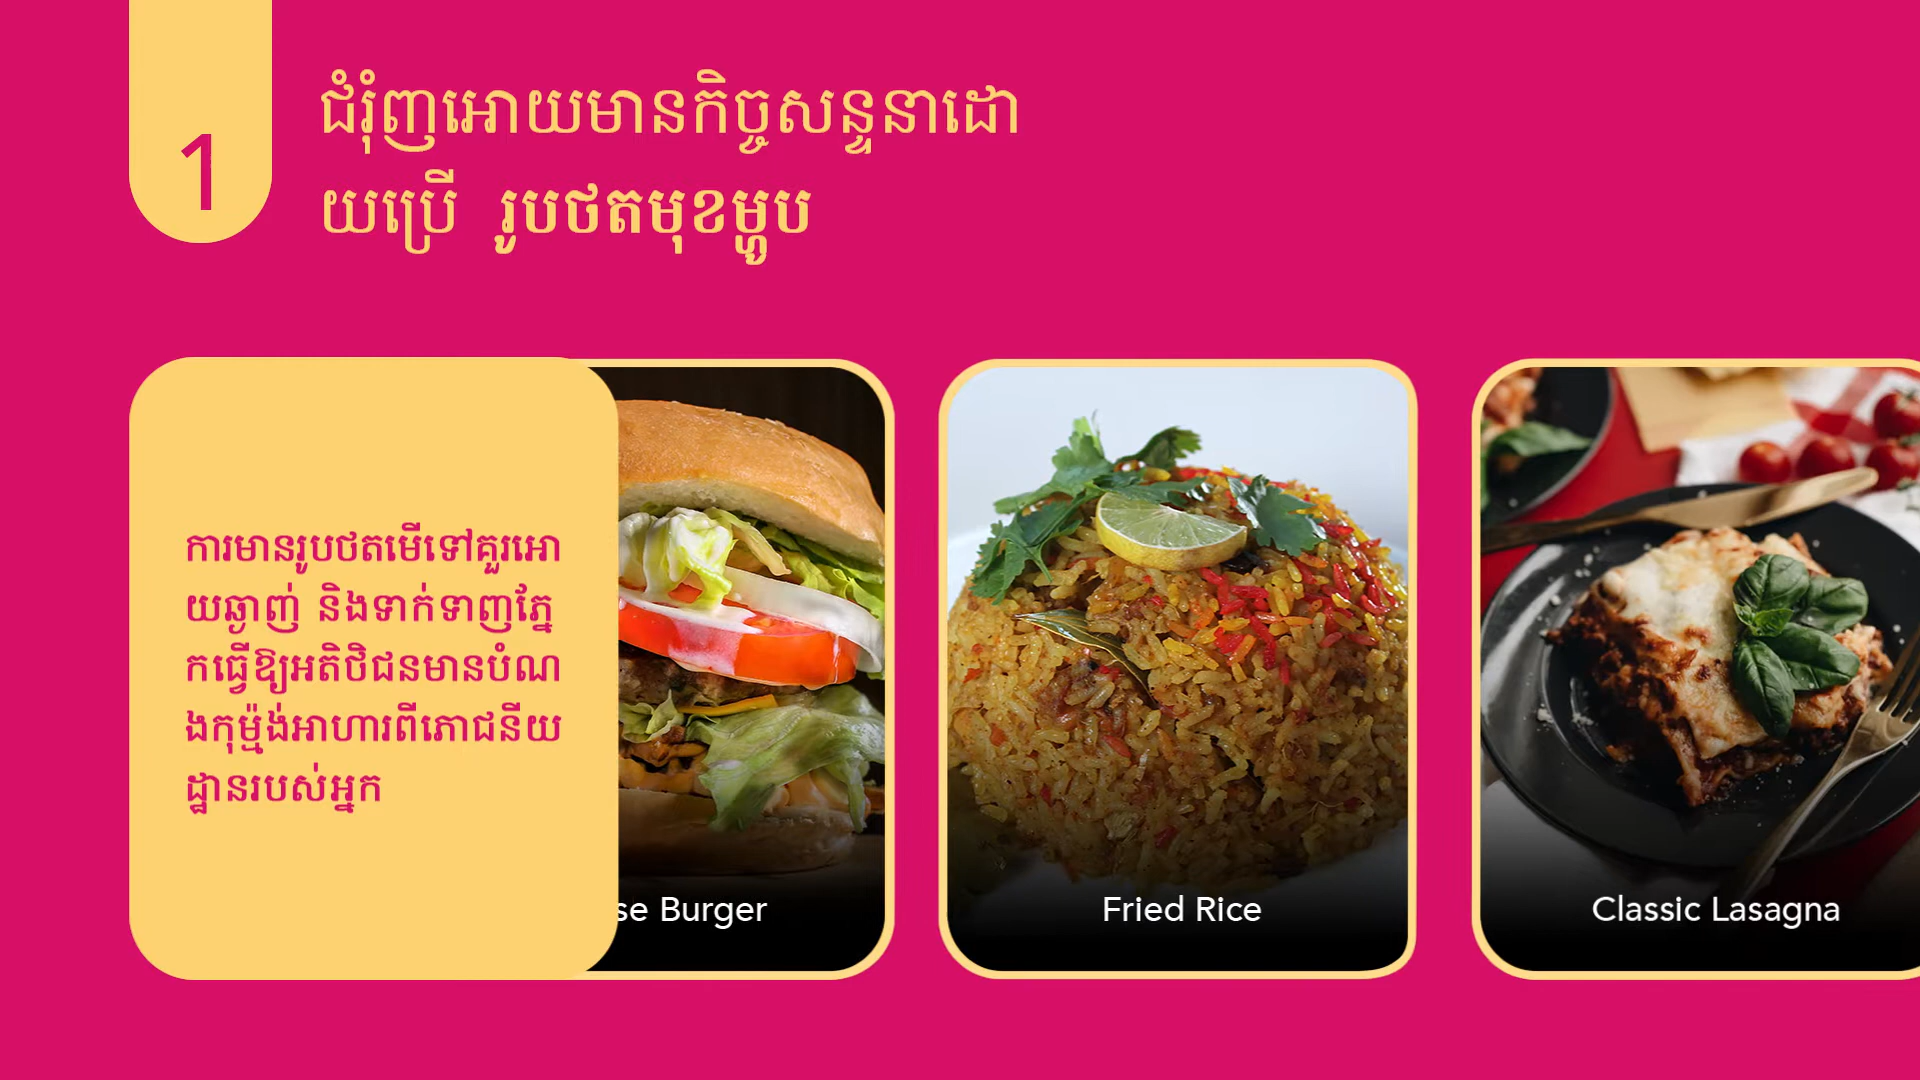 1
ជំរុំញអោយមានកិច្ចសន្ទនាដោ
យប្រើ រូបថតមុខម្ហូប
ការមានរូបថតមើទៅគួរអោ
យឆ្ងាញ់ និងទាក់ទាញភ្នែ
កធ្វើឱ្យអតិថិជនមានបំណ
ងកុម្ម៉ង់អាហារពីភោជនីយ
ដ្ឋានរបស់អ្នក
se Burger
Fried Rice
Classic Lasagna